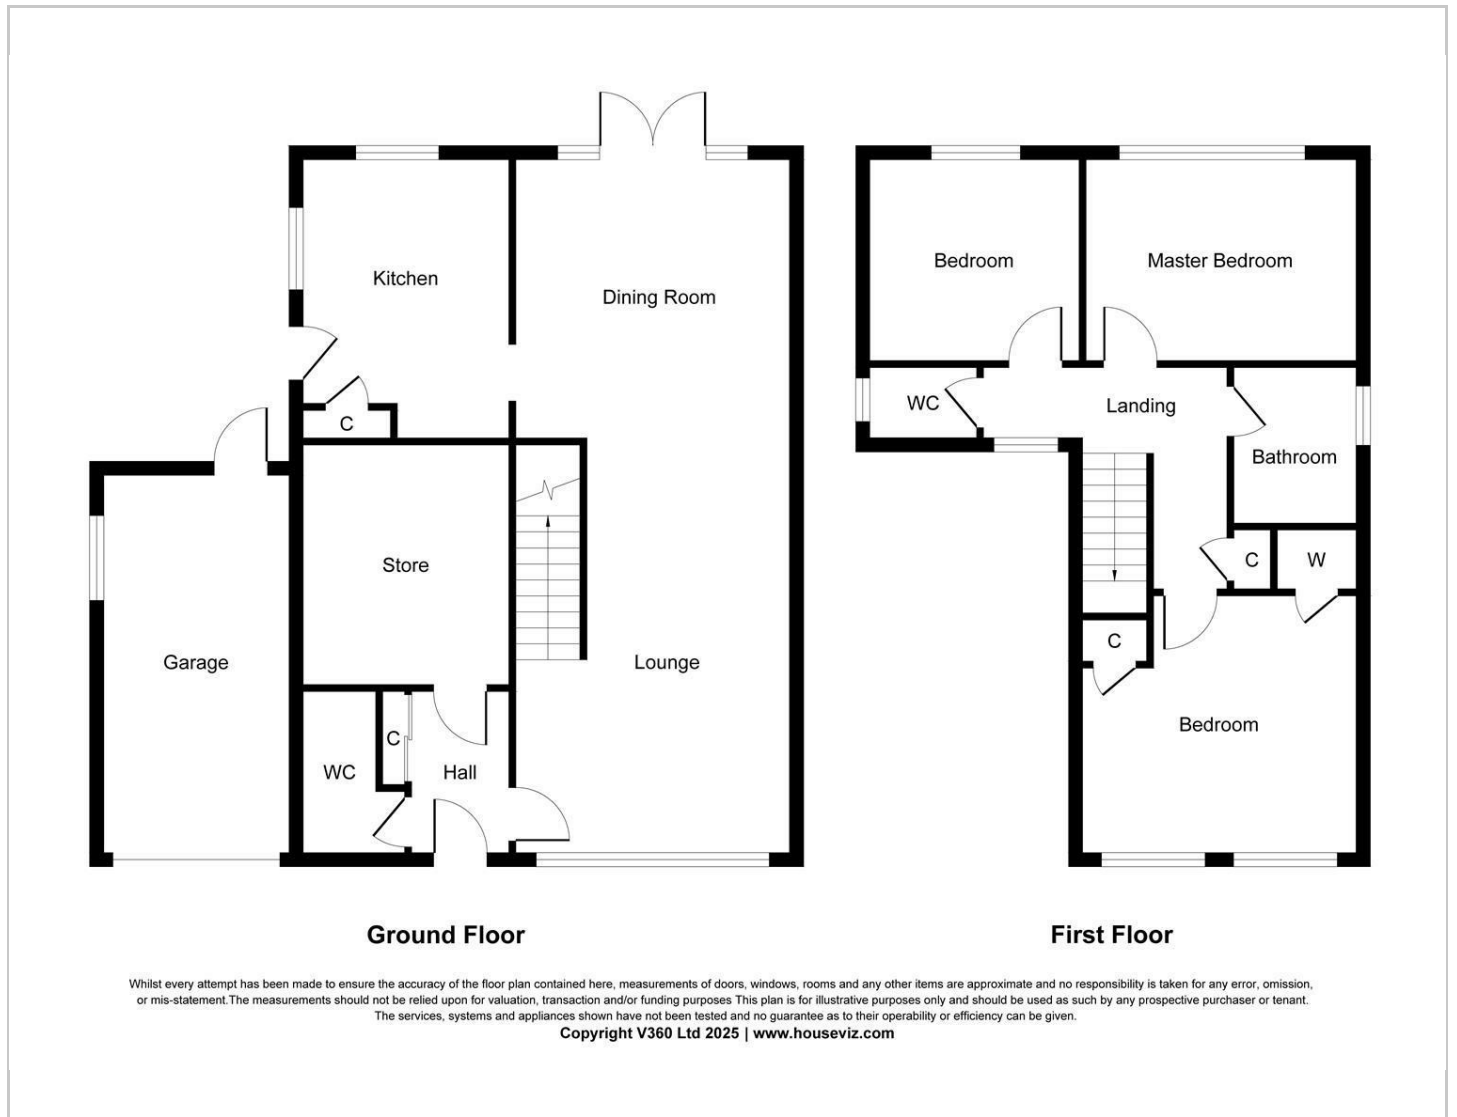 Kitchen
Dining Room
C
Store
Garage
Lounge
C
WC
Hall
Bedroom
Master Bedroom
WC
Landing
Bathroom
C
W
C
Bedroom
Ground Floor
First Floor
Whilst every attempt has been made to ensure the accuracy of the floor plan contained here, measurements of doors, windows, rooms and any other items are approximate and no responsibility is taken for any error, omission,
or mis-statement.The measurements should not be relied upon for valuation, transaction and/or funding purposes This plan is for illustrative purposes only and should be used as such by any prospective purchaser or tenant.
The services, systems and appliances shown have not been tested and no guarantee as to their operability or efficiency can be given.
Copyright V360 Ltd 2025 | www.houseviz.com